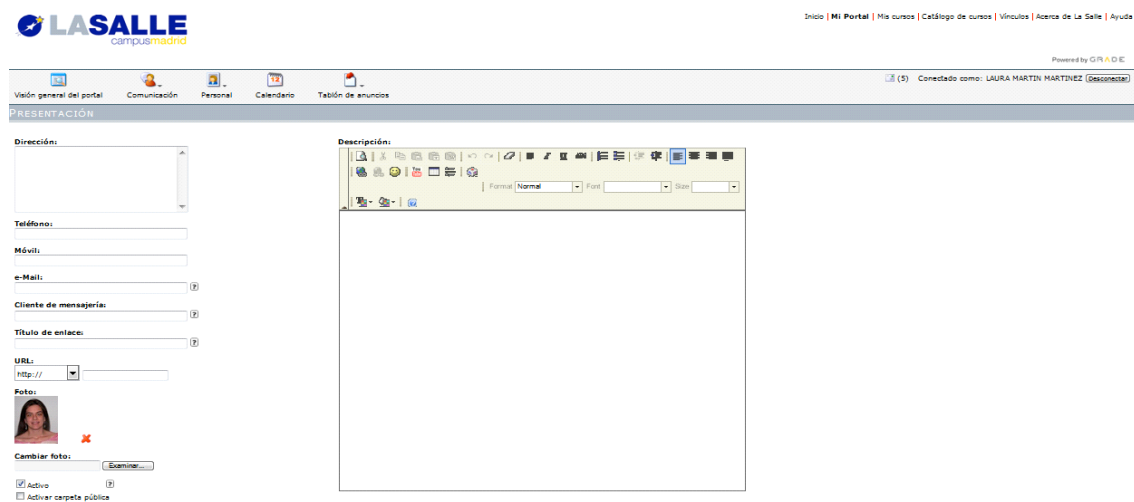 LASALLE
campusmadrid
Inicio | Mi Portal | Mis cursos | Catálogo de cursos | Vínculos | Acerca de La Salle | Ayuda
Powered by GRADE
Visión general del portal
Comunicación
Personal
12
Calendario
Tablón de anuncios
(5) Conectado como: LAURA MARTIN MARTINEZ (Desconectar)
PRESENTACIÓN
Dirección:
Teléfono:
Móvil:
e-Mail:
?
Cliente de mensajería:
?
Título de enlace:
?
URL:
http://
Foto:
Cambiar foto:
Examinar...
Activo
?
Activar carpeta pública
Descripción:
Format Normal Font Size